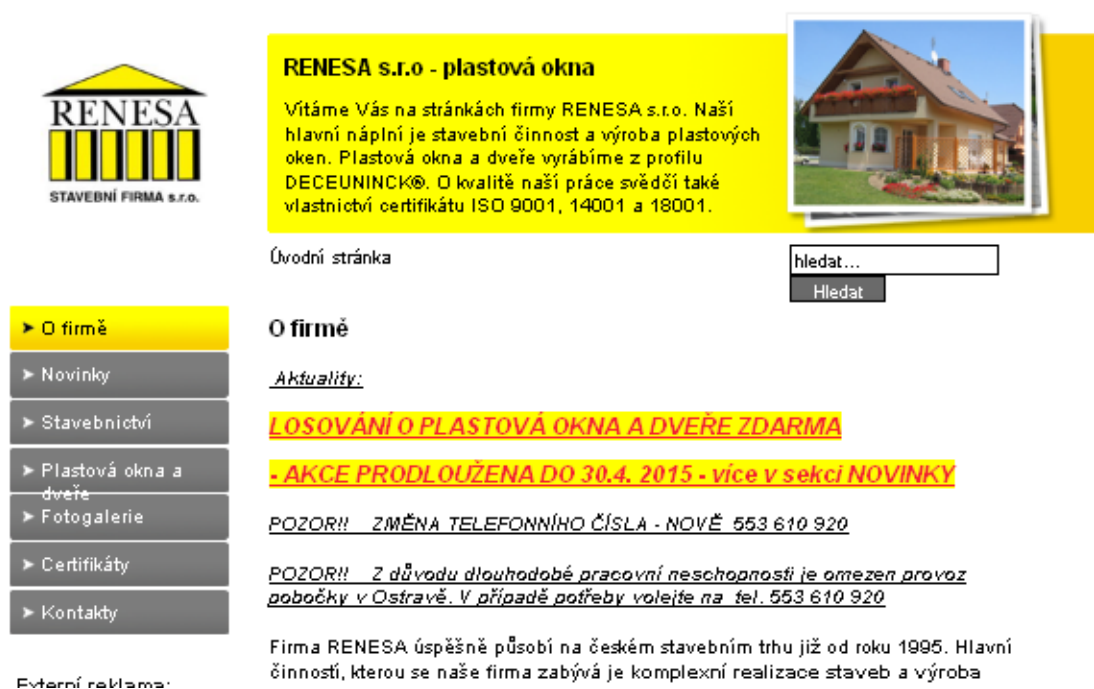 RENESA
STAVEBNÍ FIRMA s.r.o.
RENESA s.r.o - plastová okna
Vítáme Vás na stránkách firmy RENESA s.r.o. Naší
hlavní náplní je stavební činnost a výroba plastových
oken. Plastová okna a dveře vyrábíme z profilu
DECEUNINCK®. O kvalitě naší práce svědčí také
vlastnictví certifikátu ISO 9001, 14001 a 18001.
Úvodní stránka
hledat...
Hledat
O firmě
Novinky
Stavebnictví
Plastová okna a
dveře
Fotogalerie
Certifikáty
Kontakty
Externí reklama:
O firmě
Aktuality:
LOSOVÁNÍ O PLASTOVÁ OKNA A DVEŘE ZDARMA
- AKCE PRODLOUŽENA DO 30.4. 2015 - více v sekci NOVINKY
POZOR!! ZMĚNA TELEFONNÍHO ČÍSLA - NOVĚ 553 610 920
POZOR!! Z důvodu dlouhodobé pracovní neschopnosti je omezen provoz
pobočky v Ostravě. V případě potřeby volejte na tel. 553 610 920
Firma RENESA úspěšně působí na českém stavebním trhu již od roku 1995. Hlavní
činností, kterou se naše firma zabývá je komplexní realizace staveb a výroba